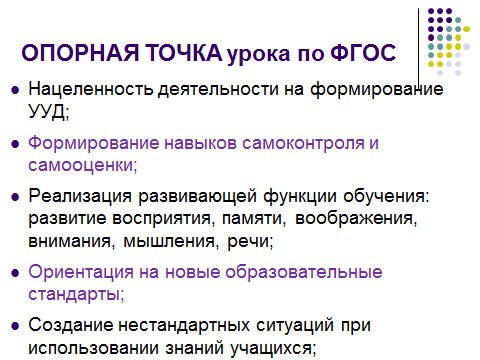 ОПОРНАЯ ТОЧКА урока по ФГОС
Нацеленность деятельности на формирование
УУД;
Формирование навыков самоконтроля и
самооценки;
Реализация развивающей функции обучения:
развитие восприятия, памяти, воображения,
внимания, мышления, речи;
Ориентация на новые образовательные
стандарты;
Создание нестандартных ситуаций при
использовании знаний учащихся;